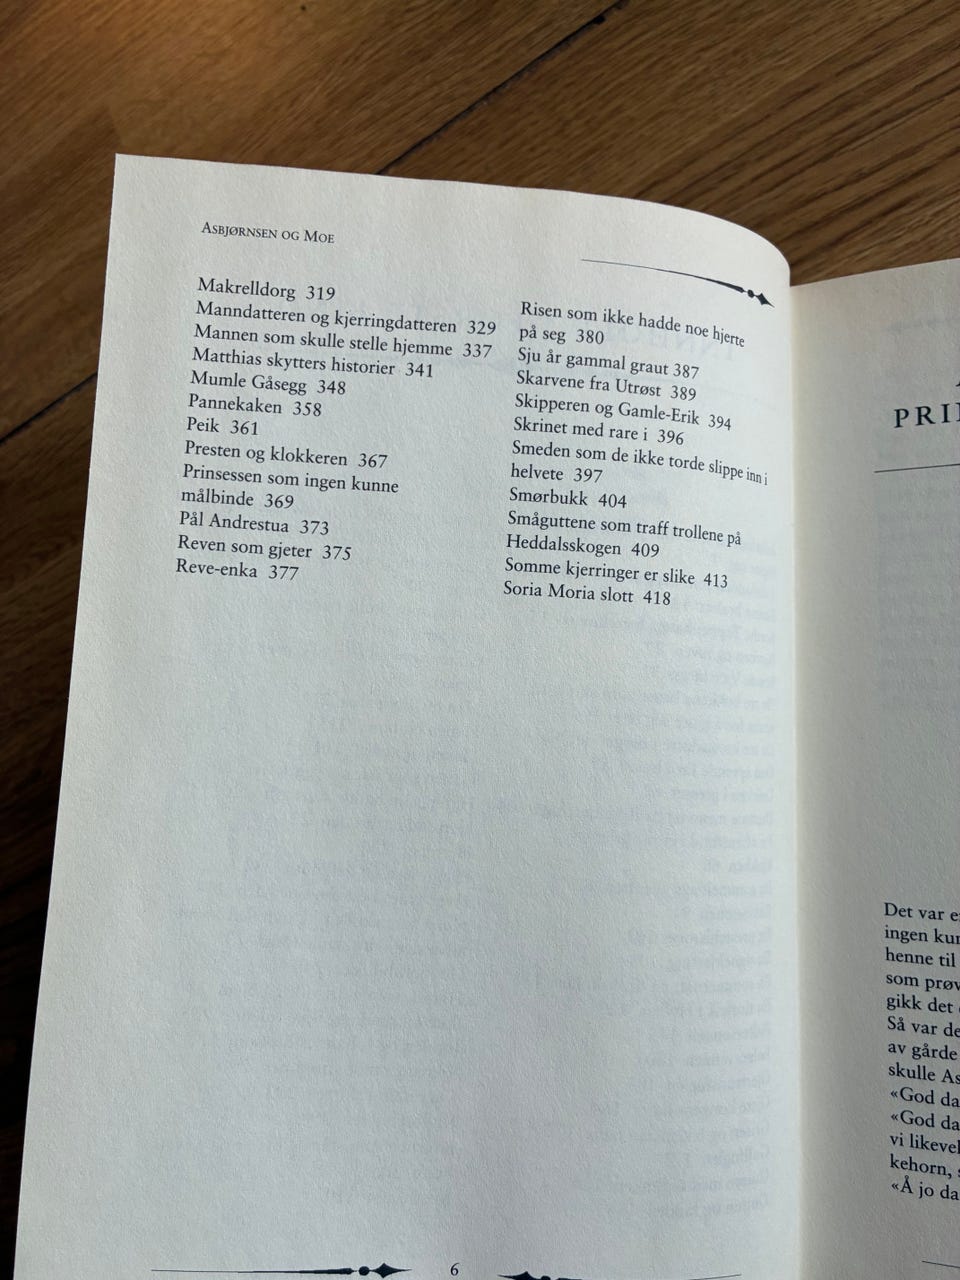 Asbjørnsen og Moe
Makrelldorg 319
Manndatteren og kjerringdatteren 329
Mannen som skulle stelle hjemme 337
Matthias skytters historier 341
Mumle Gåsegg 348
Pannekaken 358
Peik 361
Presten og klokkeren 367
Prinsessen som ingen kunne
målbinde 369
Pål Andrestua 373
Reven som gjeter 375
Reve-enka 377
Risen som ikke hadde noe hjerte
på seg 380
Sju år gammal graut 387
Skarvene fra Utrøst 389
Skipperen og Gamle-Erik 394
Skrinet med rare i 396
Smeden som de ikke torde slippe inn i
helvete 397
Smørbukk 404
Småguttene som traff trollene på
Heddalsskogen 409
Somme kjerringer er slike 413
Soria Moria slott 418
6
PRI
Det var e
ingen kun
henne til
som prøv
gikk det
Så var de
av gårde
skulle As
«God da
«God da
vi likevel
kehorn, s
«Å jo da